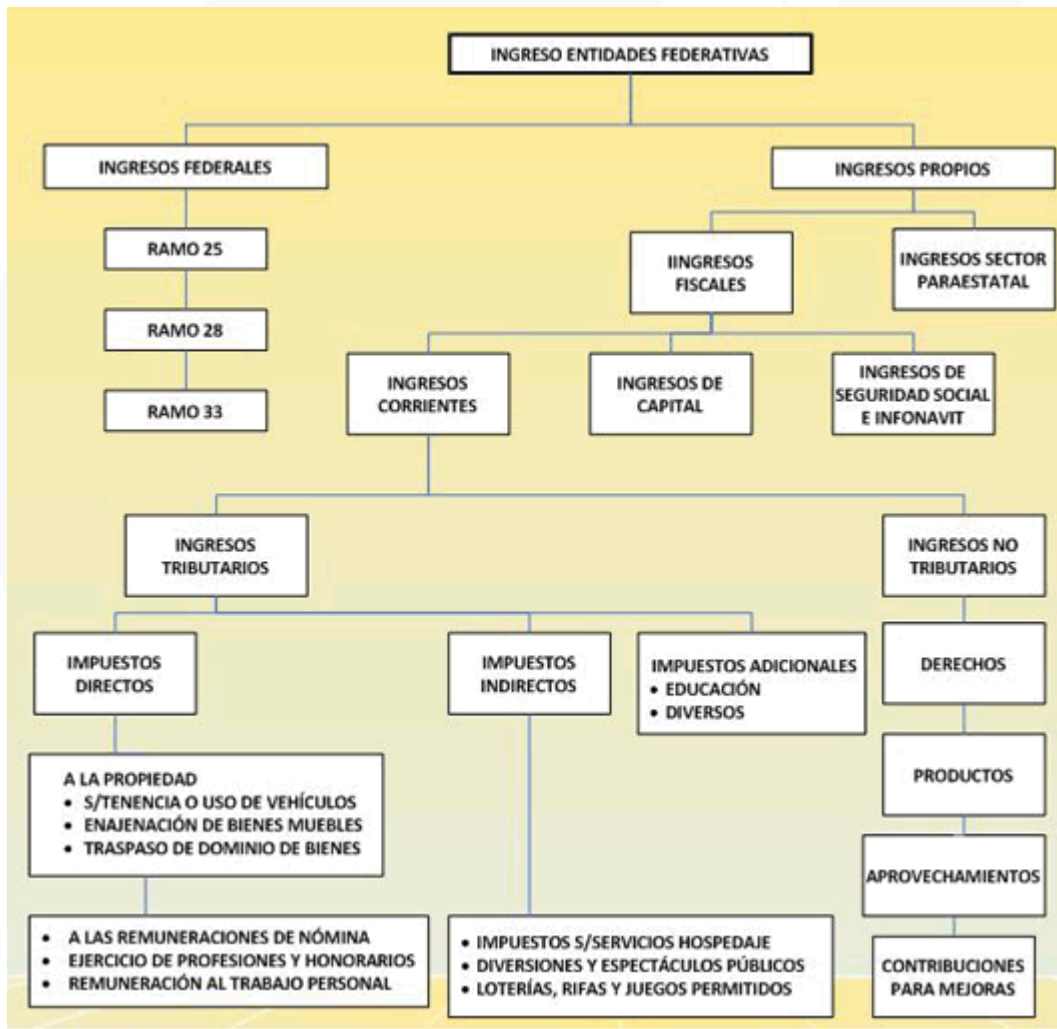 INGRESO ENTIDADES FEDERATIVAS
INGRESOS FEDERALES
INGRESOS PROPIOS
RAMO 25
IINGRESOS
FISCALES
INGRESOS SECTOR
PARAESTATAL
RAMO 28
RAMO 33
INGRESOS
CORRIENTES
INGRESOS DE
CAPITAL
INGRESOS DE
SEGURIDAD SOCIAL
E INFONAVIT
INGRESOS
TRIBUTARIOS
INGRESOS NO
TRIBUTARIOS
IMPUESTOS
DIRECTOS
IMPUESTOS
INDIRECTOS
IMPUESTOS ADICIONALES
• EDUCACIÓN
• DIVERSOS
DERECHOS
A LA PROPIEDAD
• S/TENENCIA O USO DE VEHÍCULOS
• ENAJENACIÓN DE BIENES MUEBLES
• TRASPASO DE DOMINIO DE BIENES
PRODUCTOS
APROVECHAMIENTOS
• A LAS REMUNERACIONES DE NÓMINA
• EJERCICIO DE PROFESIONES Y HONORARIOS
• REMUNERACIÓN AL TRABAJO PERSONAL
• IMPUESTOS S/SERVICIOS HOSPEDAJE
• DIVERSIONES Y ESPECTÁCULOS PÚBLICOS
• LOTERÍAS, RIFAS Y JUEGOS PERMITIDOS
CONTRIBUCIONES
PARA MEJORAS